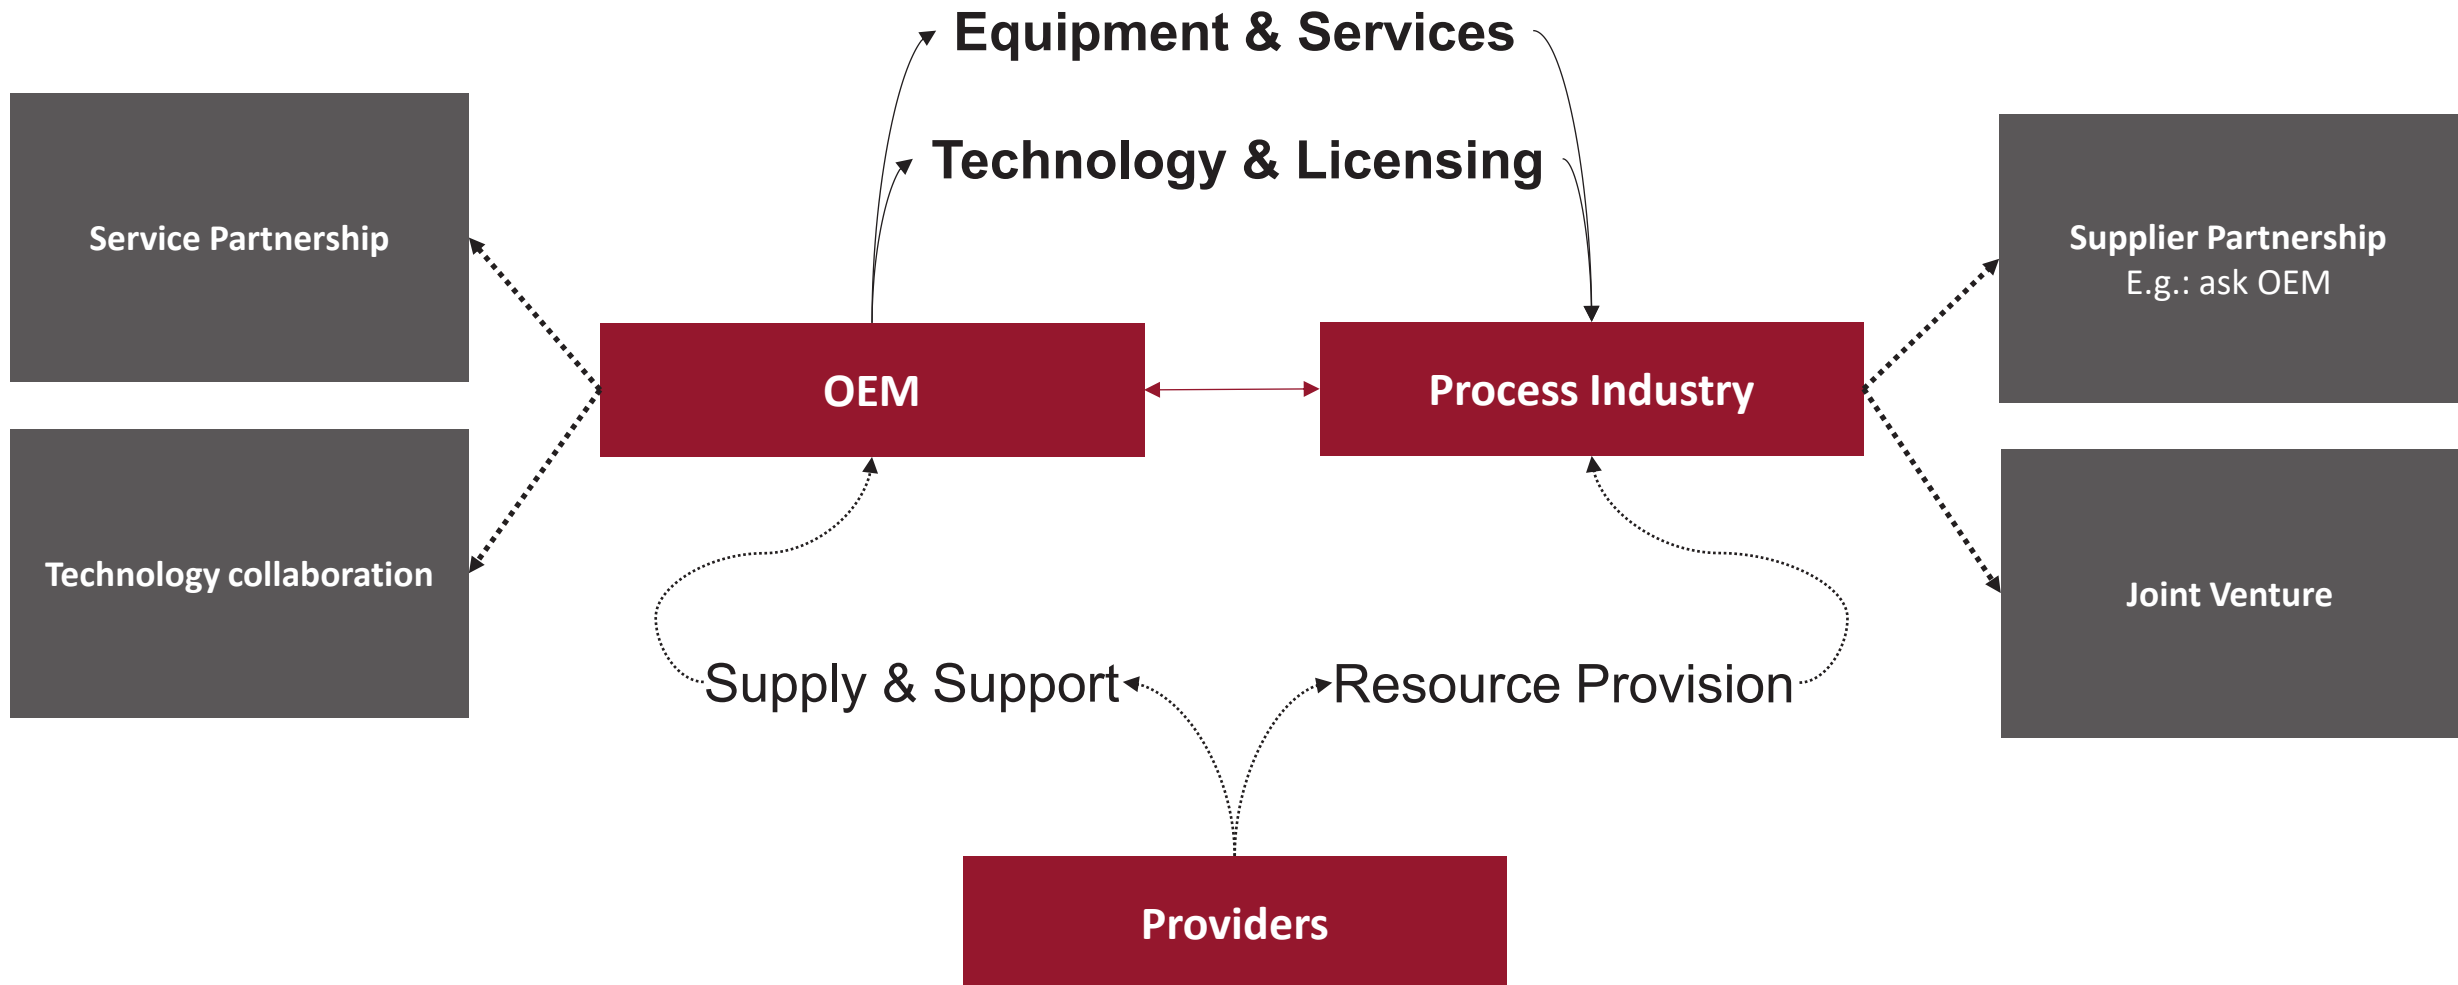 Equipment & Services
Technology & Licensing
Service Partnership
Supplier Partnership
E.g.: ask OEM
OEM
Process Industry
Technology collaboration
Joint Venture
Supply & Support
Resource Provision
Providers